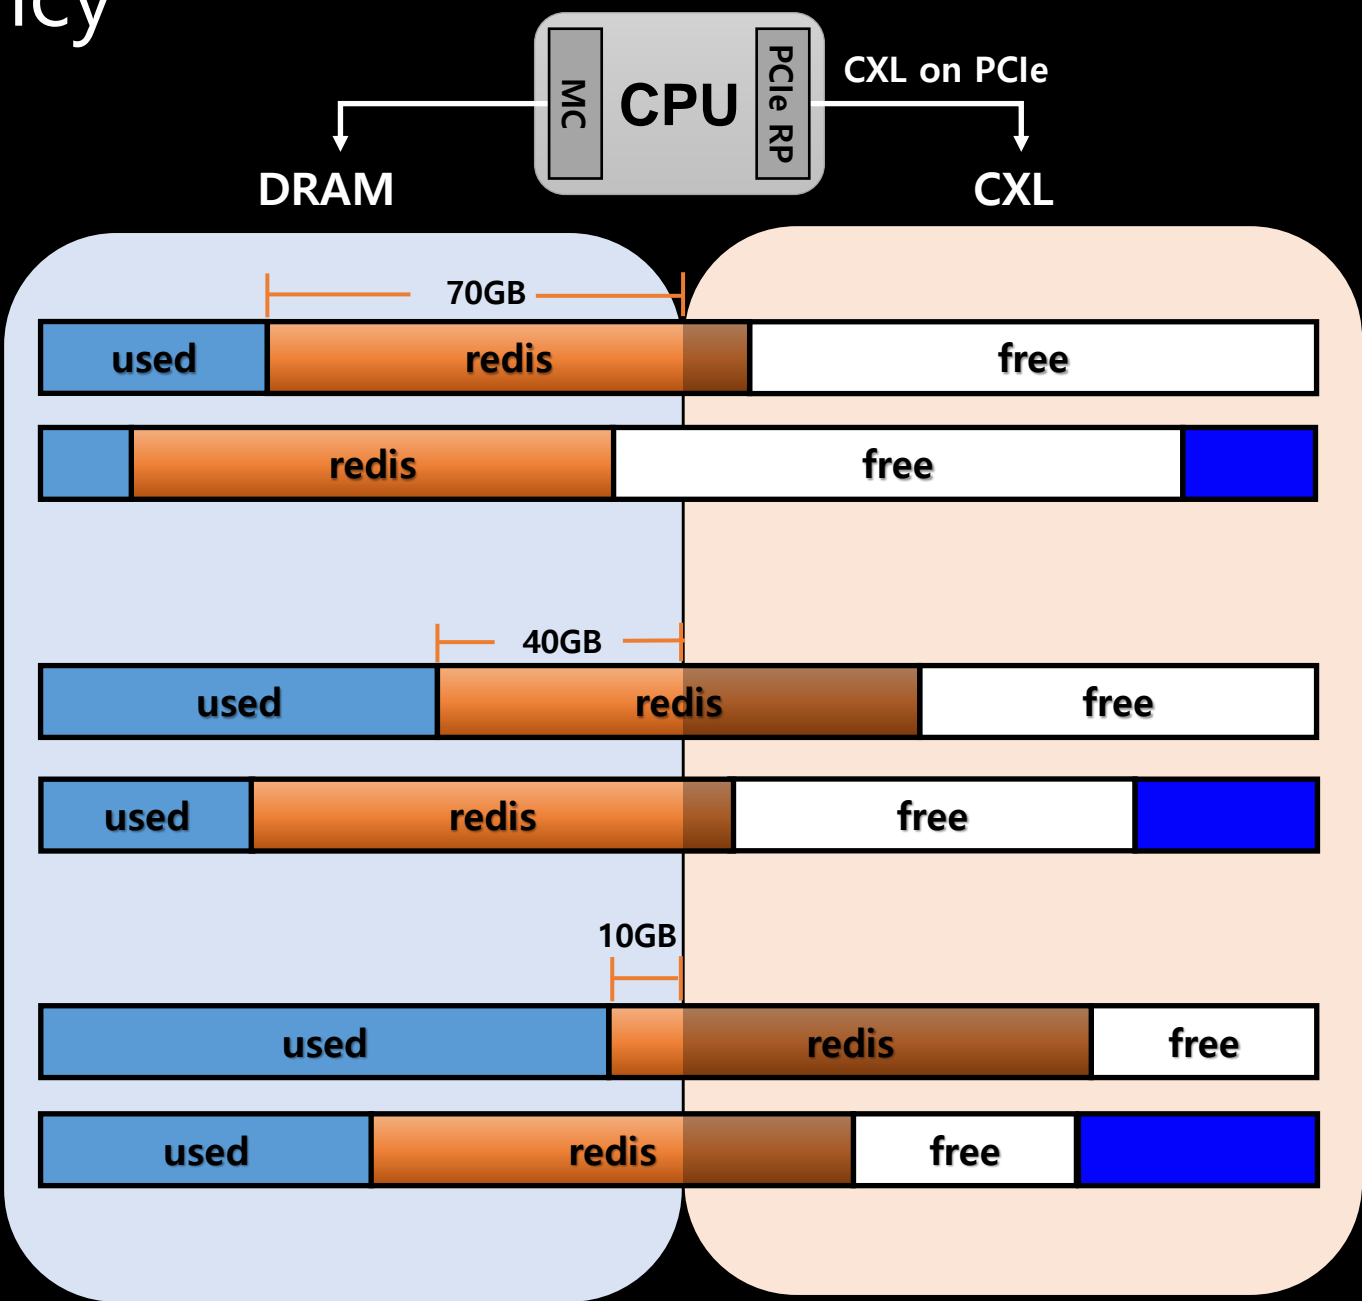 icy
MC
CPU
PCIe RP
CXL on PCIe
DRAM
CXL
70GB
used
redis
free
redis
free
40GB
used
redis
free
used
redis
free
10GB
used
redis
free
used
redis
free